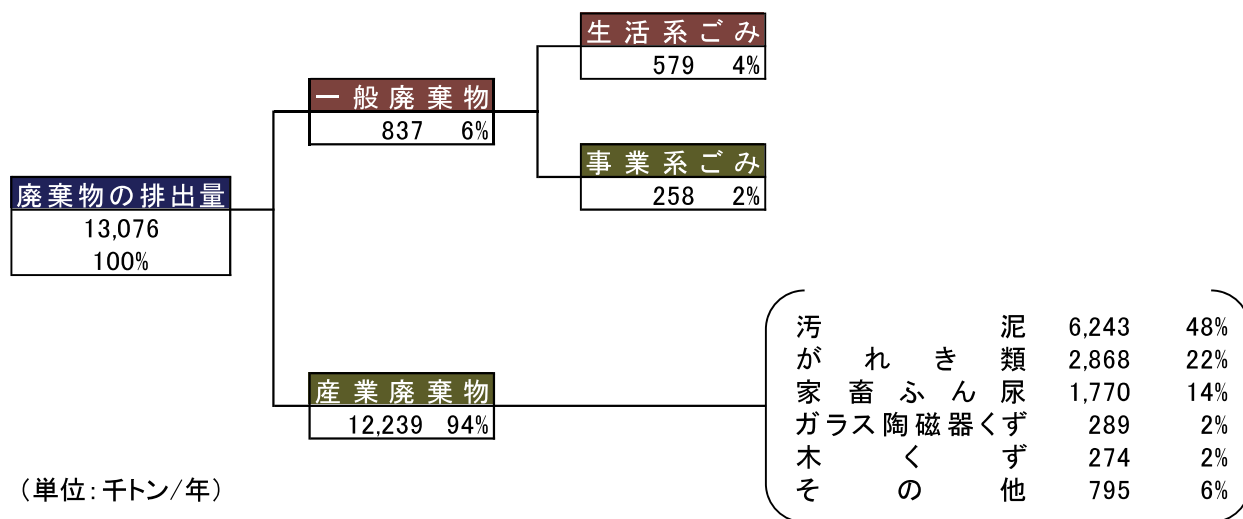 生活系ごみ
579 4%
一般廃棄物
837 6%
事業系ごみ
258 2%
廃棄物の排出量
13,076
100%
産業廃棄物
12,239 94%
汚泥 6,243 48%
がれき類 2,868 22%
家畜ふん尿 1,770 14%
ガラス陶磁器くず 289 2%
木くず 274 2%
その他 795 6%
（単位：千トン/年）